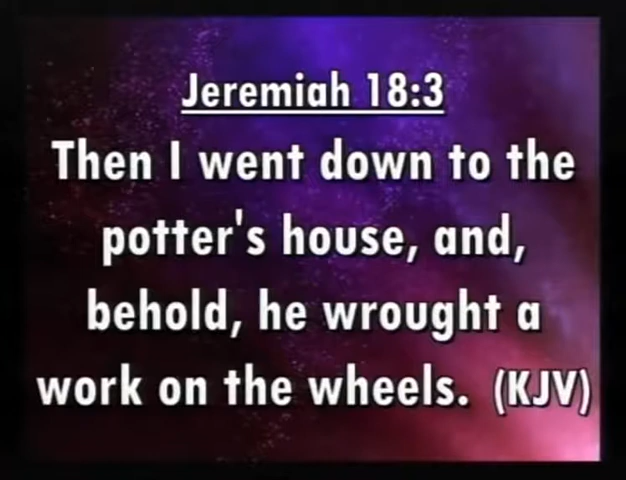 Jeremiah 18:3
Then I went down to the
potter's house, and,
behold, he wrought a
work on the wheels. (KJV)